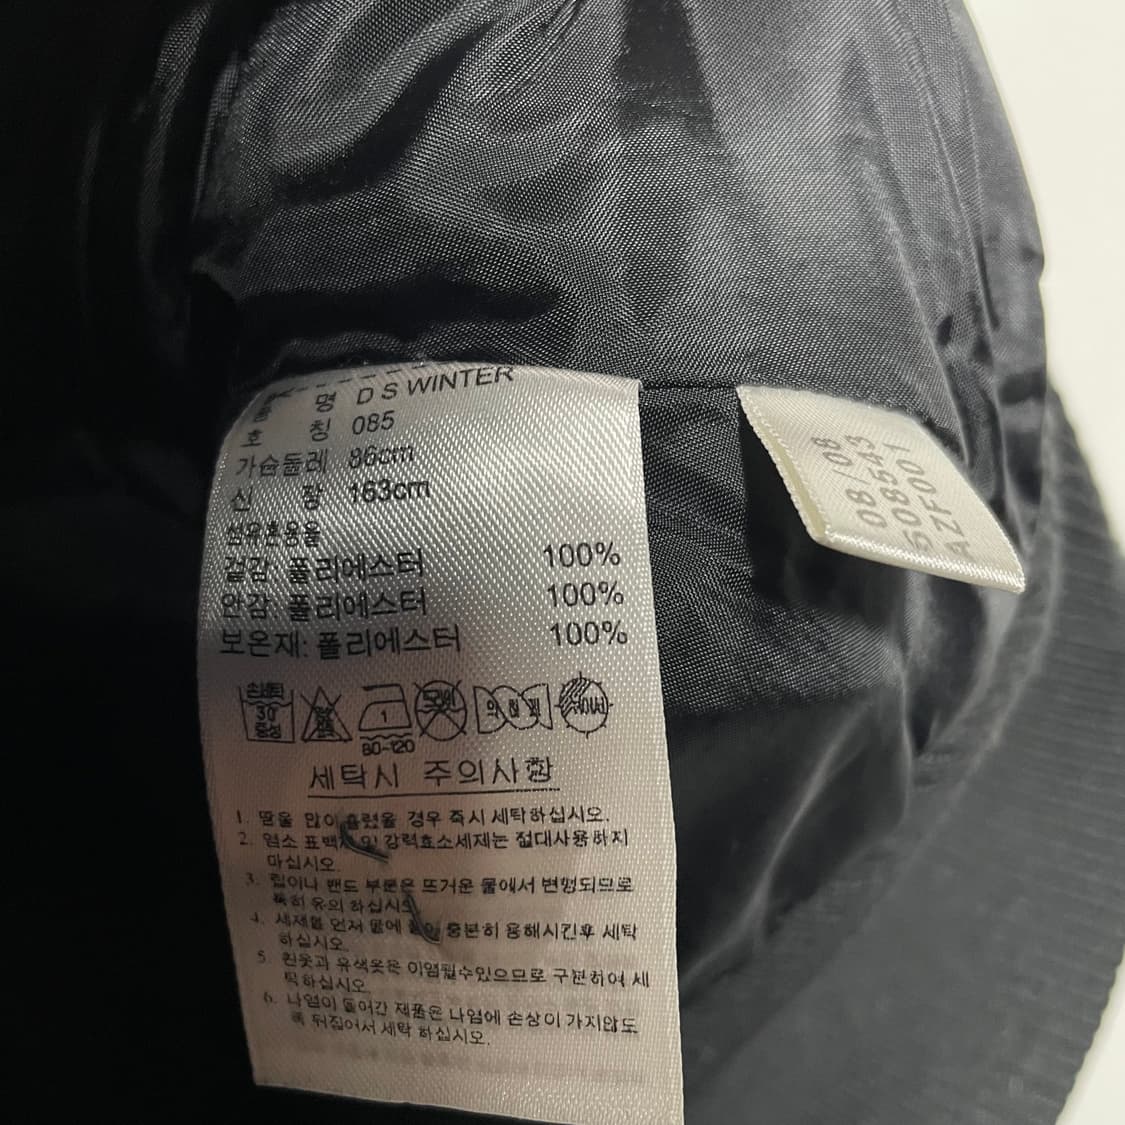 명 D S WINTER
호 칭 085
가슴둘레 86cm
신 장 163cm
섬유혼용율
겉감 폴리에스터 100%
안감 폴리에스터 100%
보온재: 폴리에스터 100%
손세탁
30°
중성
1
80-120
세탁시 주의사항
1. 땀을 많이 흘렸을 경우 즉시 세탁하십시오.
2. 염소 표백 및 강력효소세제는 절대사용하지
마십시오.
3. 립이나 밴드 부분은 뜨거운 물에서 변형되므로
특히 유의 하십시오
4. 세제를 먼저 물에 충분히 용해시킨후 세탁
하십시오.
5. 흰옷과 유색옷은 이염될수있으므로 구분하여 세
탁하십시오.
6. 나염이 들어간 제품은 나염에 손상이 가지않도
록 뒤집어서 세탁 하십시오.
08/08
508543
AZF001